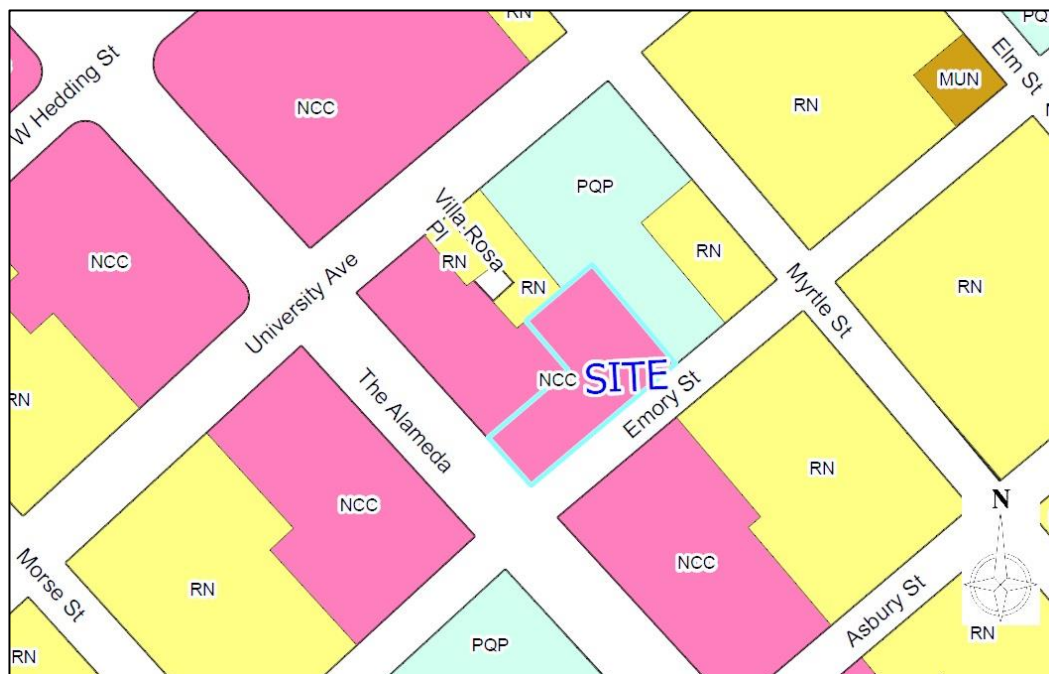 RN
PQ
W Hedding St
Elm St
MUN
NCC
RN
PQP
Villa Rosa
Pl
NCC
RN
RN
RN
RN
University Ave
Myrtle St
NCC
SITE
RN
The Alameda
Emory St
RN
NCC
N
NCC
Morse St
RN
Asbury St
RN
RN
PQP